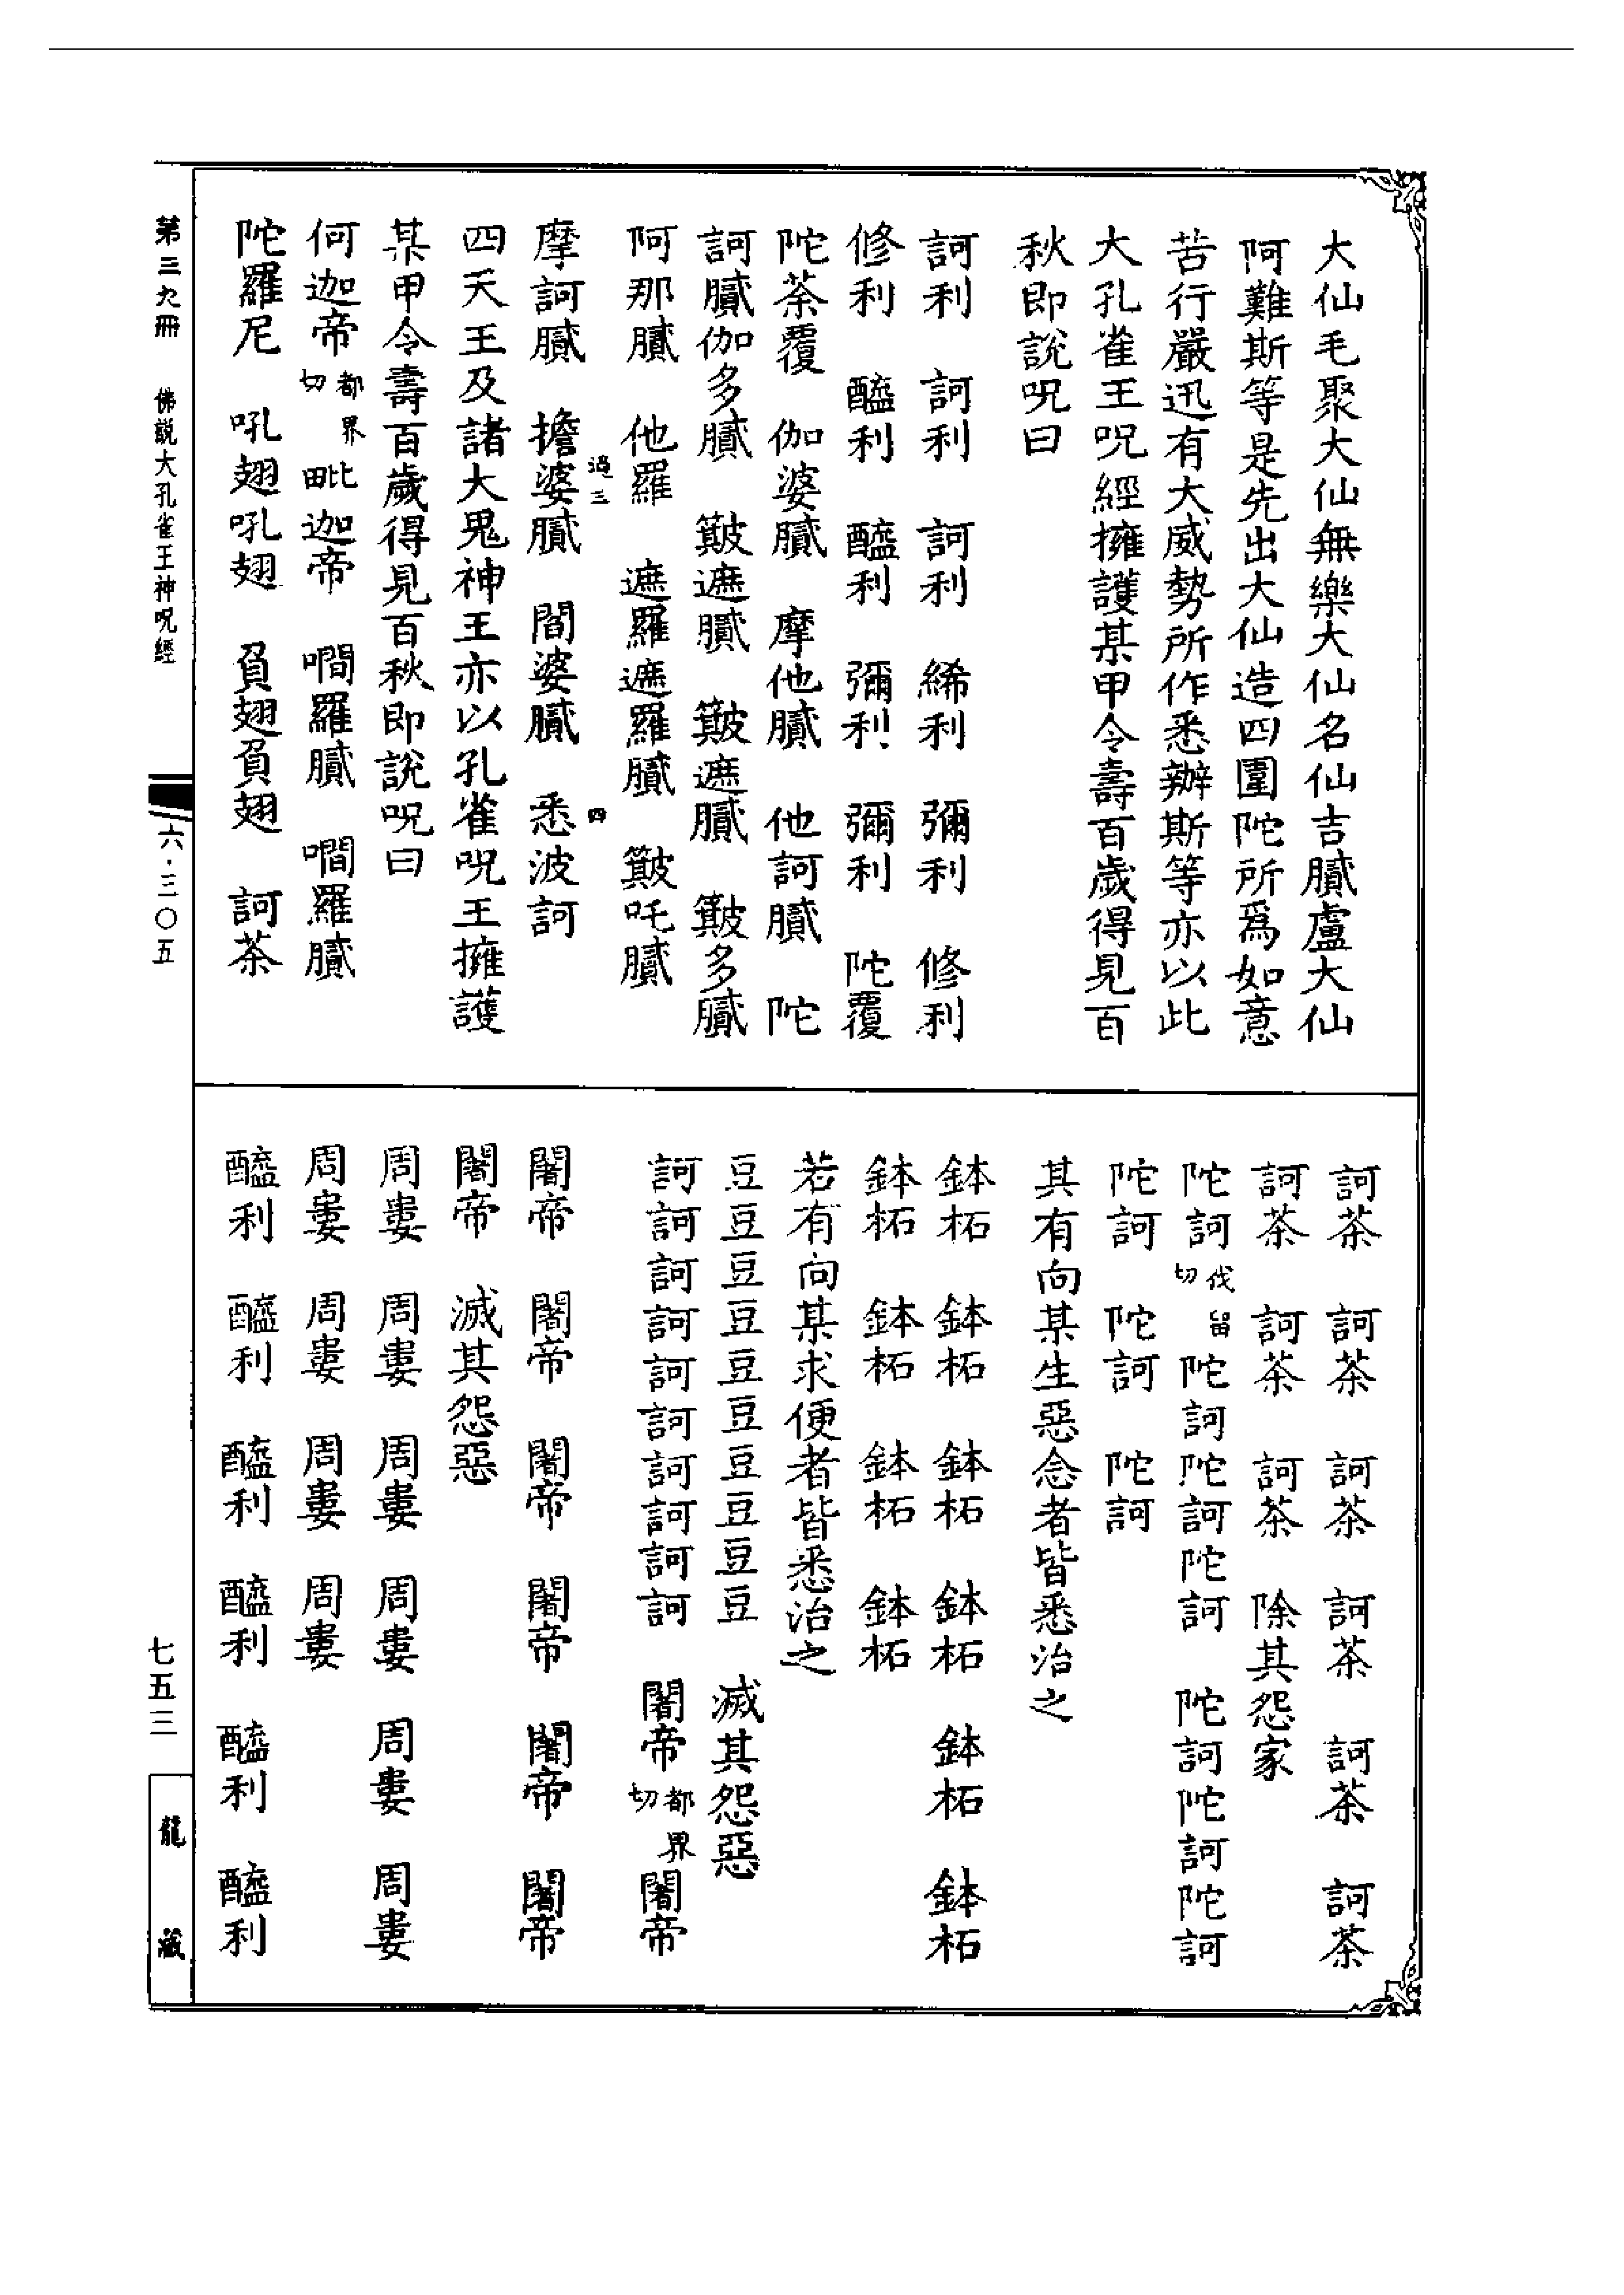 大仙毛聚大仙無樂大仙名仙吉膩盧大仙
阿難斯等是先出大仙造四圍陀所爲如意
苦行嚴迅有大威勢所作悉辦斯等亦以此
大孔雀王呪經擁護某甲令壽百歲得見百
秋即說呪曰
訶利　訶利　訶利　絺利　彌利　修利
修利　醯利　醯利　彌利　彌利　陀覆
陀茶覆　伽婆膩　摩他膩　他訶膩　陀
訶膩伽多膩　簸遮膩　簸遮膩　簸多膩
阿那膩　他羅　遮羅遮羅膩　簸吒膩
摩訶膩　擔婆膩　閻婆膩　悉波訶
遍三　四
四天王及諸大鬼神王亦以孔雀呪王擁護
某甲令壽百歲得見百秋即說呪曰
何迦帝都界切　毗迦帝　㗴羅膩　㗴羅膩
陀羅尼　吼翅吼翅　負翅負翅　訶茶
訶茶　訶茶　訶茶　訶茶　訶茶　訶茶
訶茶　訶茶　訶茶　除其怨家
陀訶伐留切陀訶陀訶陀訶　陀訶陀訶陀訶
陀訶　陀訶　陀訶
其有向某生惡念者皆悉治之
鉢柘　鉢柘　鉢柘　鉢柘　鉢柘　鉢柘
鉢柘　鉢柘　鉢柘　鉢柘
若有向某求便者皆悉治之
豆豆豆豆豆豆豆豆豆豆　滅其怨惡
訶訶訶訶訶訶訶訶訶訶　闍帝都界切闍帝
闍帝　闍帝　闍帝　闍帝　闍帝　闍帝
闍帝　滅其怨惡
周婁　周婁　周婁　周婁　周婁　周婁
周婁　周婁　周婁　周婁
醯利　醯利　醯利　醯利　醯利　醯利
第三九冊　佛說大孔雀王神呪經
六·三〇五
七五三
龍藏